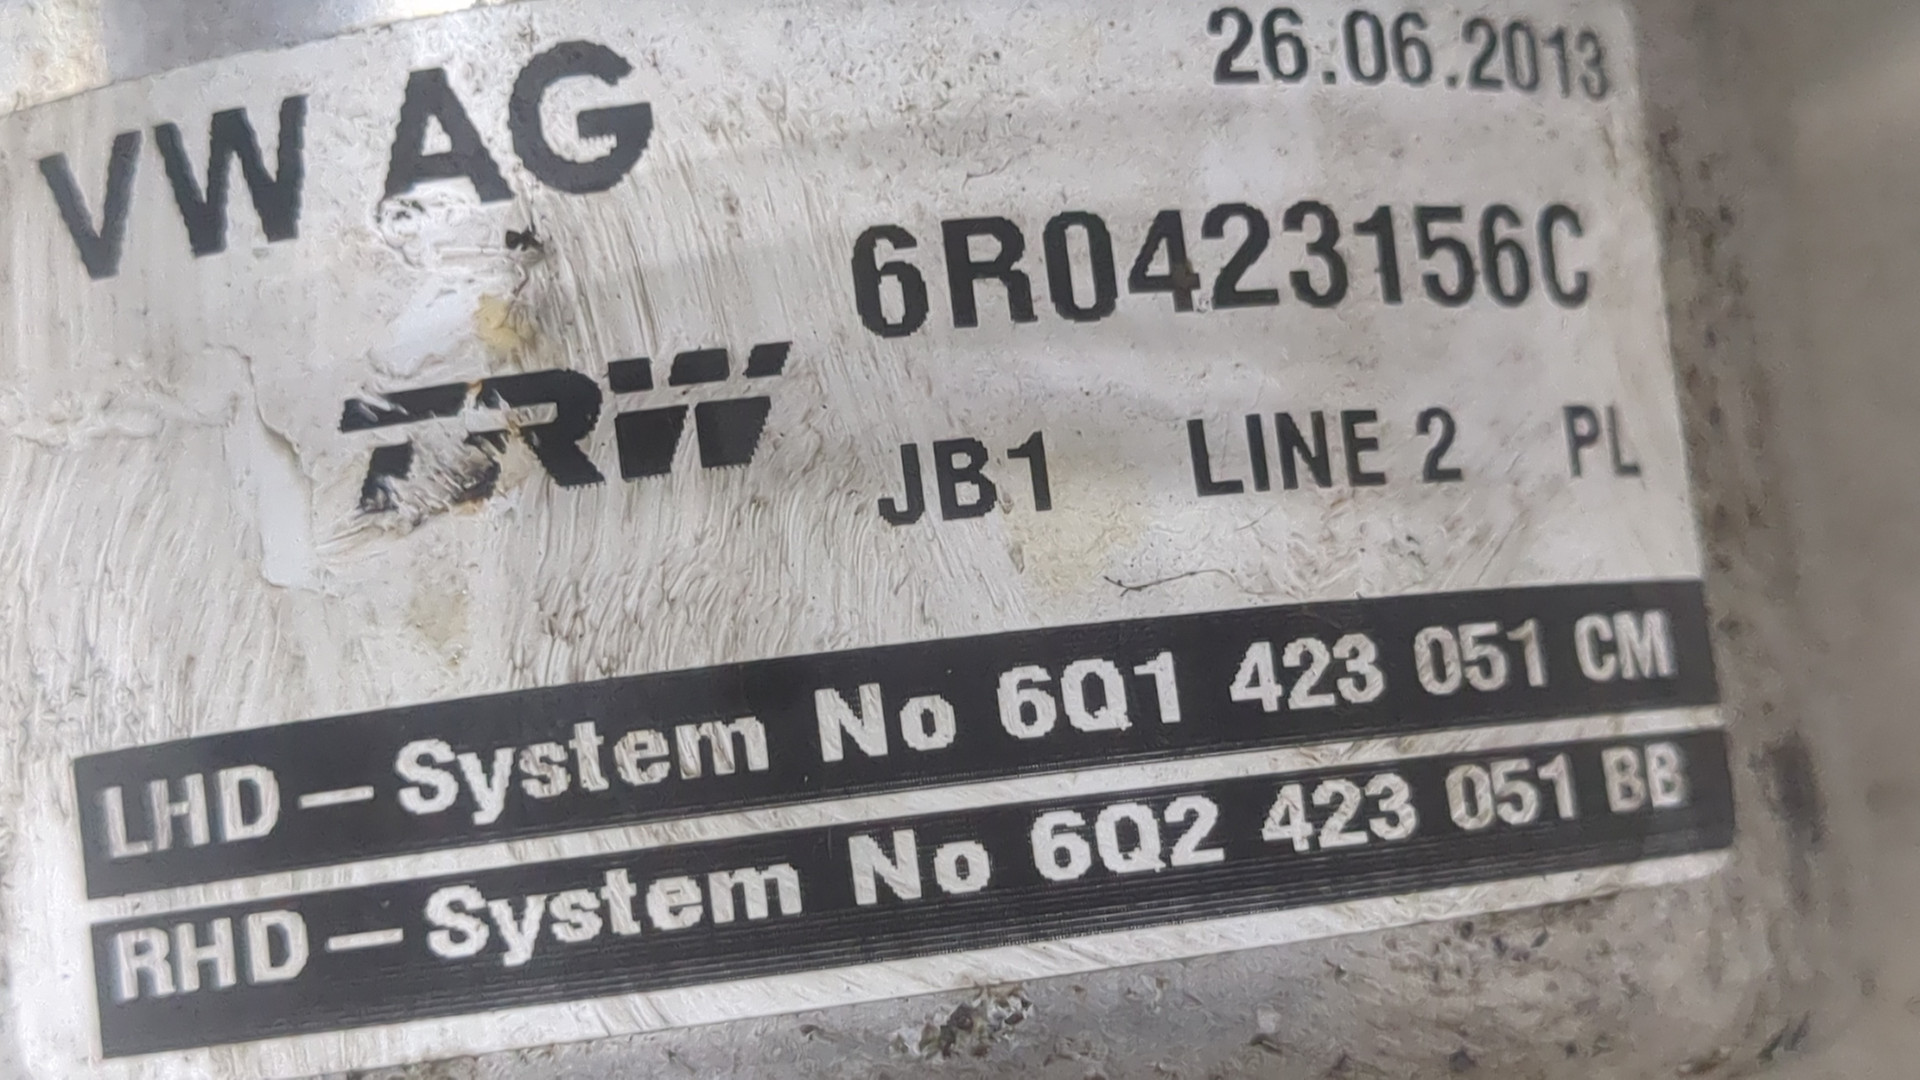 VW AG 26.06.2013
6R0423156C
TRW JB1 LINE 2 PL
LHD – System No 6Q1 423 051 CM
RHD – System No 6Q2 423 051 BB